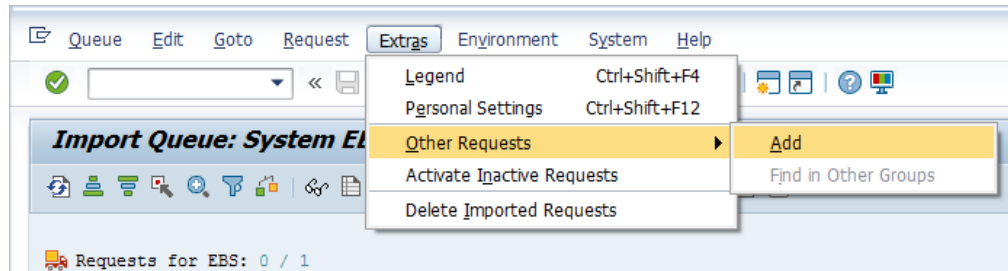 Queue Edit Goto Request Extras Environment System Help
Legend Ctrl+Shift+F4
Personal Settings Ctrl+Shift+F12
Import Queue: System
Other Requests Add
Activate Inactive Requests Find in Other Groups
Delete Imported Requests
Requests for EBS: 0 / 1